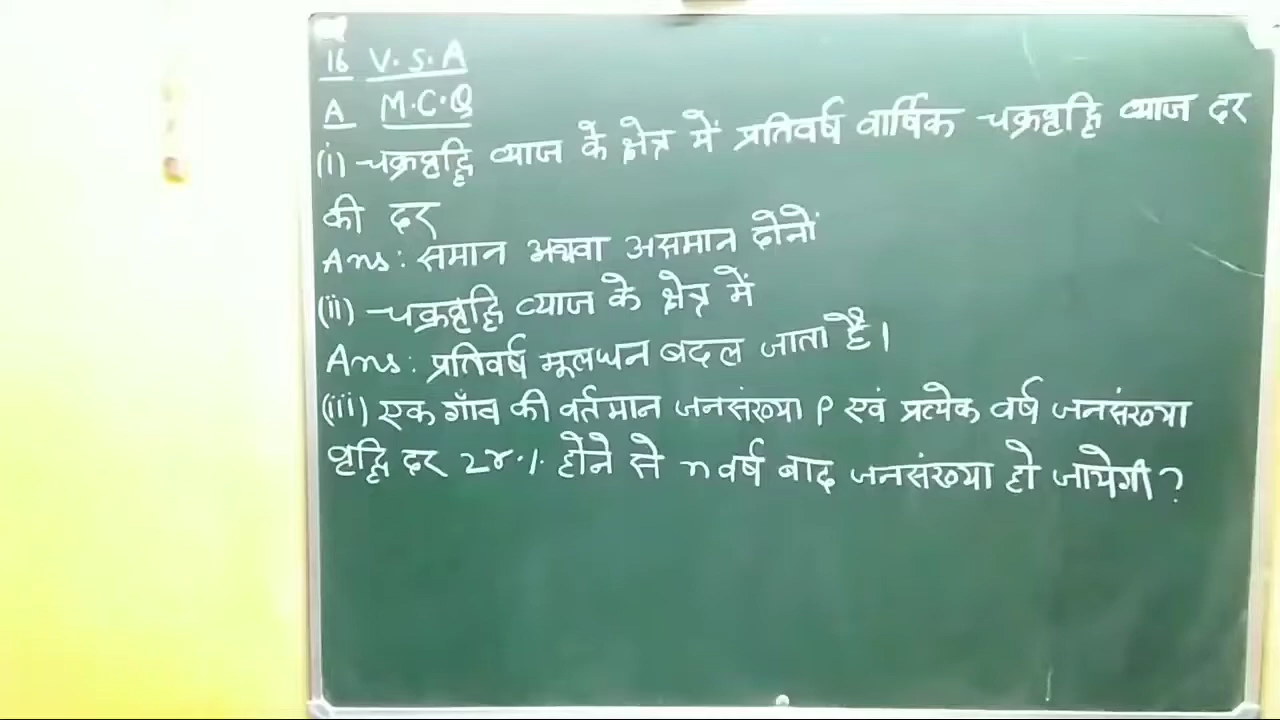 16 V.S.A
A M.C.Q
(i) चक्रवृद्धि ब्याज के क्षेत्र में प्रतिवर्ष वार्षिक चक्रवृद्धि ब्याज दर
की दर
Ans: समान अथवा असमान दोनों
(ii) चक्रवृद्धि ब्याज के क्षेत्र में
Ans: प्रतिवर्ष मूलधन बदल जाता है।
(iii) एक गाँव की वर्तमान जनसंख्या P एवं प्रत्येक वर्ष जनसंख्या
वृद्धि दर 2r% होने से n वर्ष बाद जनसंख्या हो जायेगी?